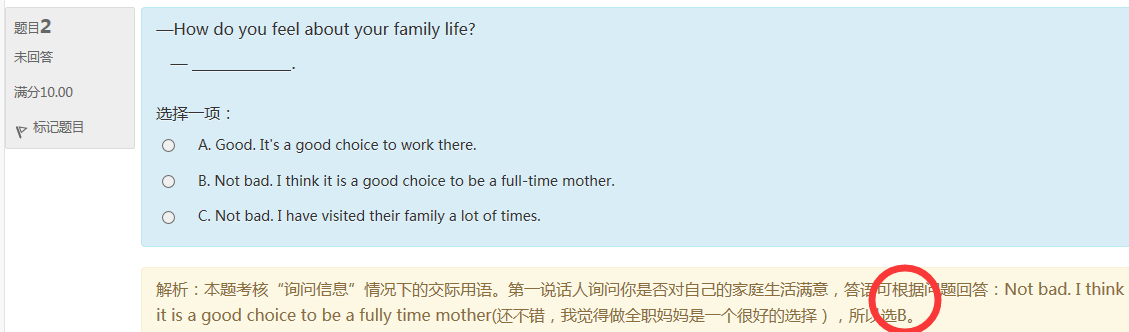 题目2
未回答
满分10.00
标记题目
—How do you feel about your family life?
— _____________.
选择一项：
A. Good. It's a good choice to work there.
B. Not bad. I think it is a good choice to be a full-time mother.
C. Not bad. I have visited their family a lot of times.
解析：本题考核“询问信息”情况下的交际用语。第一说话人询问你是否对自己的家庭生活满意，答语可根据问题回答：Not bad. I think
it is a good choice to be a fully time mother(还不错，我觉得做全职妈妈是一个很好的选择），所以选B。